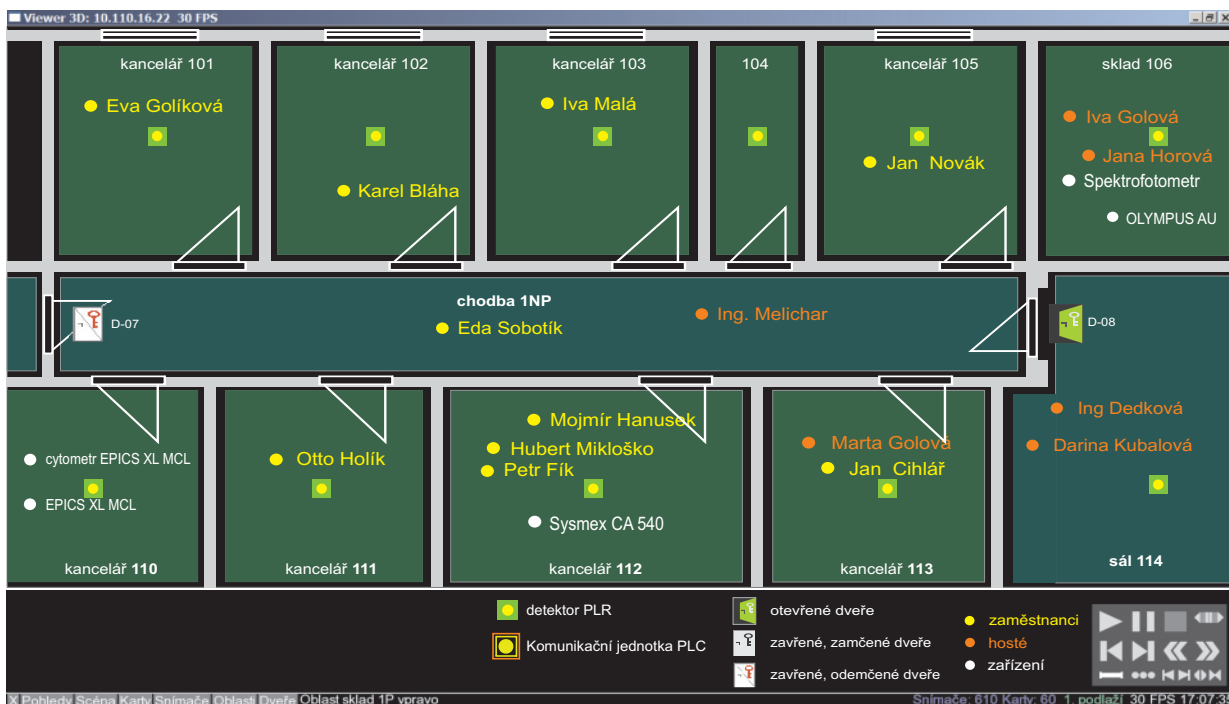 Viewer 3D: 10.110.16.22 30 FPS
kancelář 101
kancelář 102
kancelář 103
104
kancelář 105
sklad 106
Eva Golíková
Karel Bláha
Iva Malá
Jan Novák
Iva Golová
Jana Horová
Spektrofotometr
OLYMPUS AU
D-07
chodba 1NP
Eda Sobotík
Ing. Melichar
D-08
cytometr EPICS XL MCL
EPICS XL MCL
kancelář 110
Otto Holík
kancelář 111
Mojmír Hanusek
Hubert Mikloško
Petr Fík
Sysmex CA 540
kancelář 112
Marta Golová
Jan Cihlář
kancelář 113
Ing Dedková
Darina Kubalová
sál 114
detektor PLR
Komunikační jednotka PLC
otevřené dveře
zavřené, zamčené dveře
zavřené, odemčené dveře
zaměstnanci
hosté
zařízení
X Pohledy Scéna Karty Snímače Oblasti Dveře Oblast sklad 1P vpravo
Snímače: 610 Karty: 60 1. podlaží 30 FPS 17:07:35